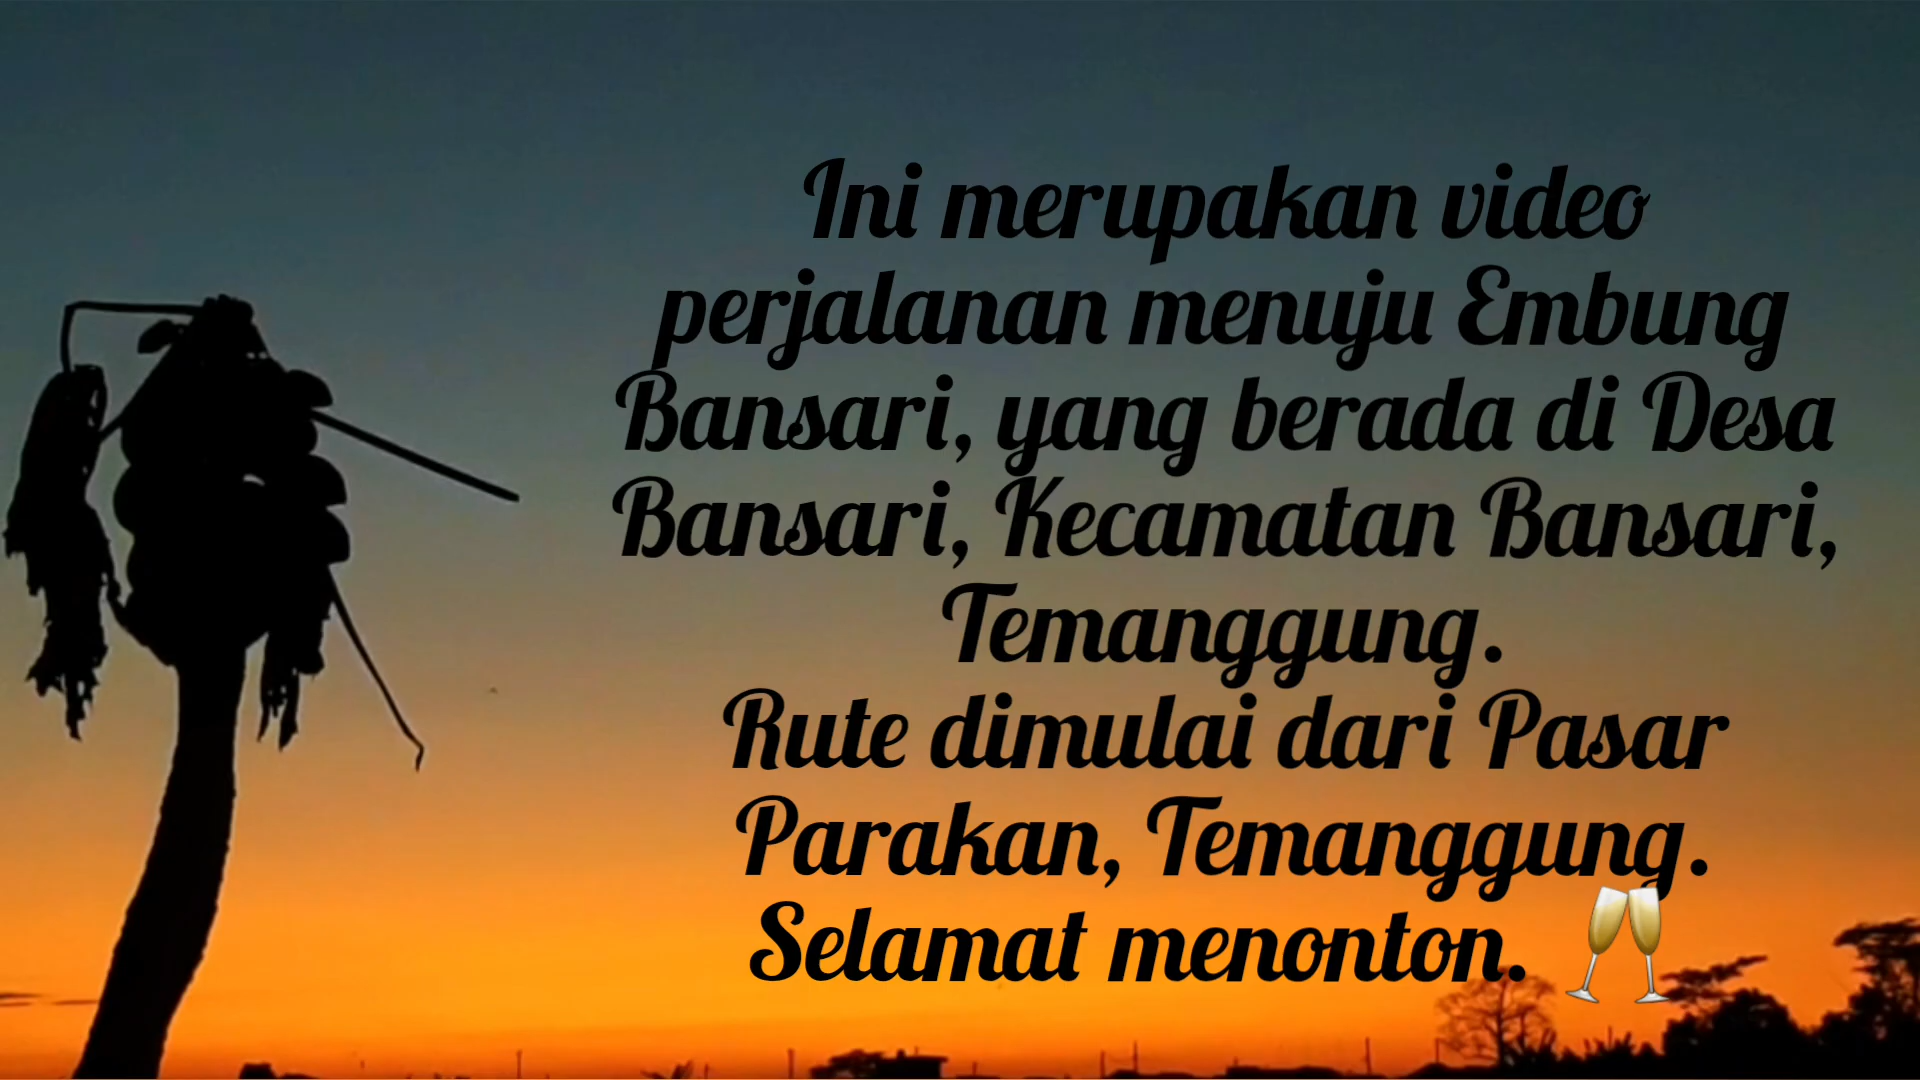 Ini merupakan video
perjalanan menuju Embung
Bansari, yang berada di Desa
Bansari, Kecamatan Bansari,
Temanggung.
Rute dimulai dari Pasar
Parakan, Temanggung.
Selamat menonton. 🥂